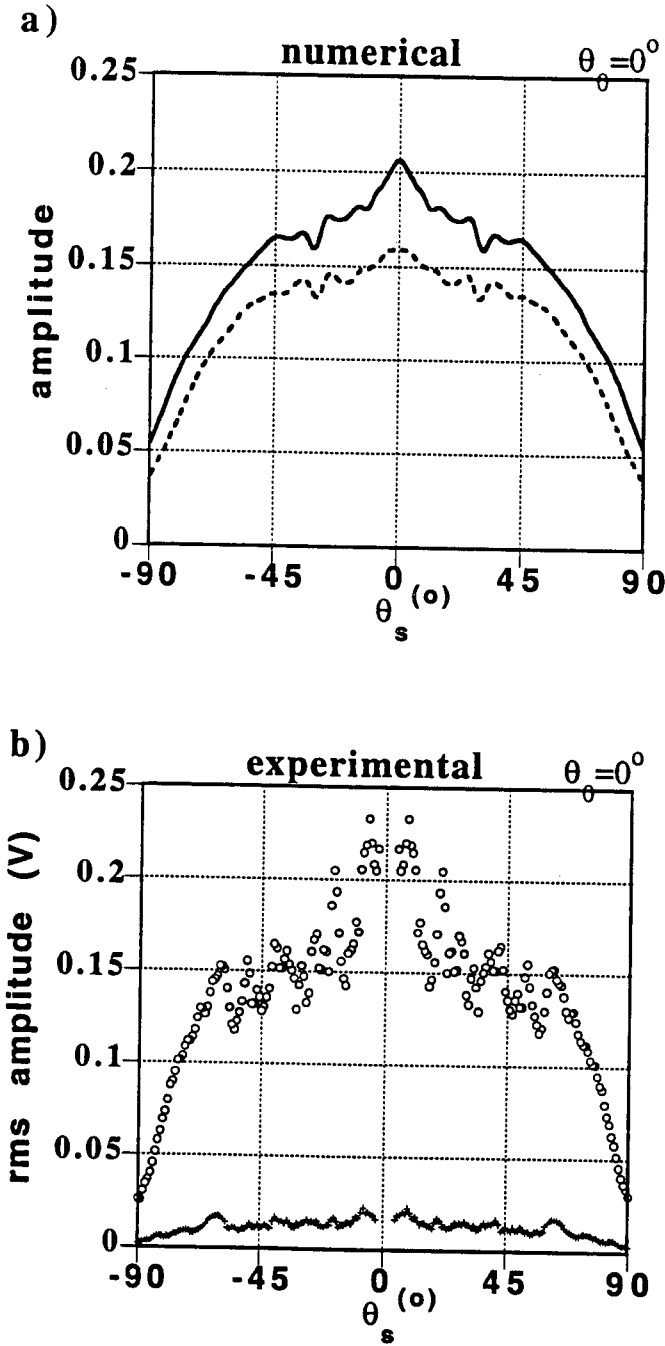 a)
numerical
θ0=0o
0.25
0.2
0.15
0.1
0.05
0
amplitude
-90 -45 0 45 90
θs (o)
b)
experimental
θ0=0o
0.25
0.2
0.15
0.1
0.05
0
rms amplitude (V)
-90 -45 0 45 90
θs (o)